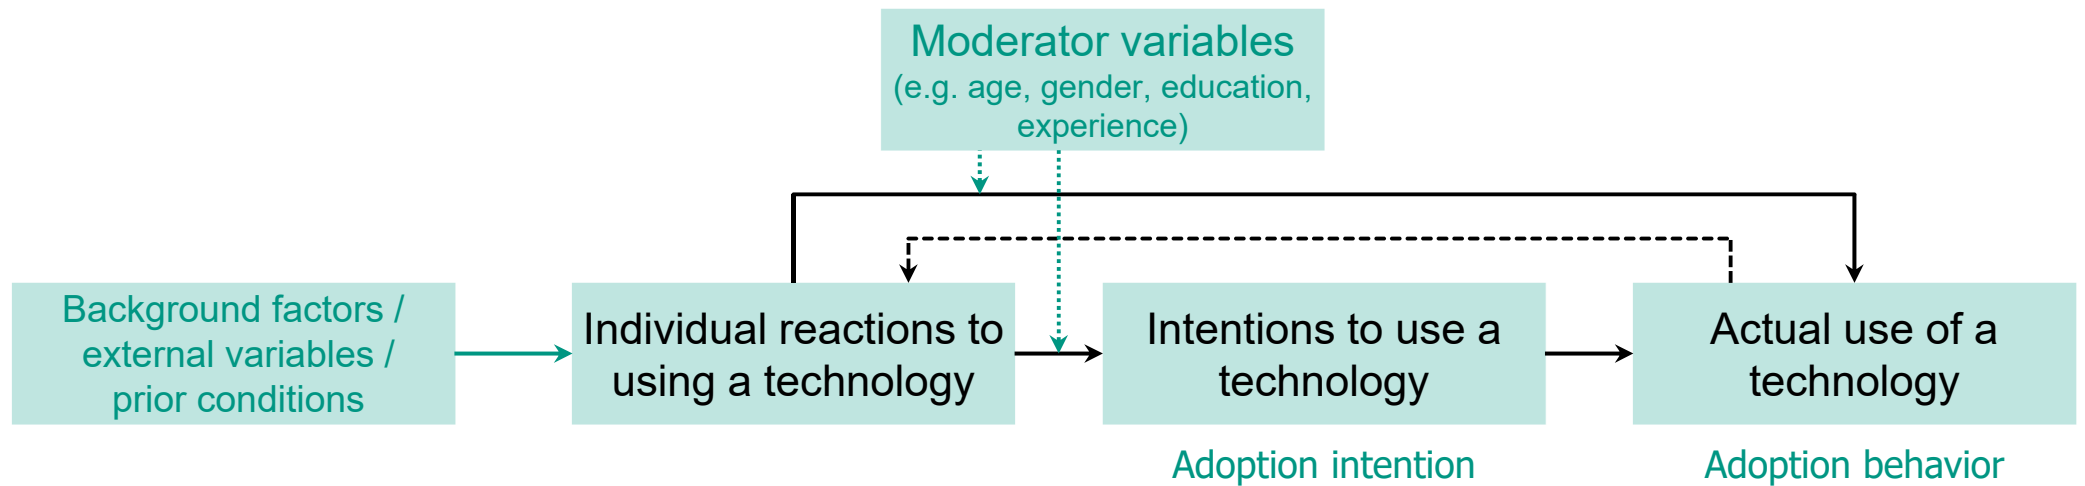 Moderator variables
(e.g. age, gender, education,
experience)
Background factors /
external variables /
prior conditions
Individual reactions to
using a technology
Intentions to use a
technology
Actual use of a
technology
Adoption intention
Adoption behavior